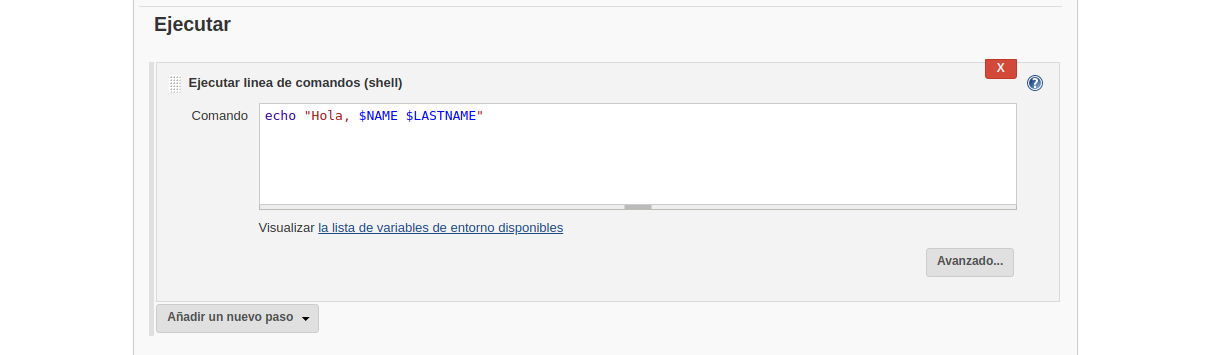 Ejecutar
X
Ejecutar linea de comandos (shell)
?
Comando
echo "Hola, $NAME $LASTNAME"
Visualizar la lista de variables de entorno disponibles
Avanzado...
Añadir un nuevo paso